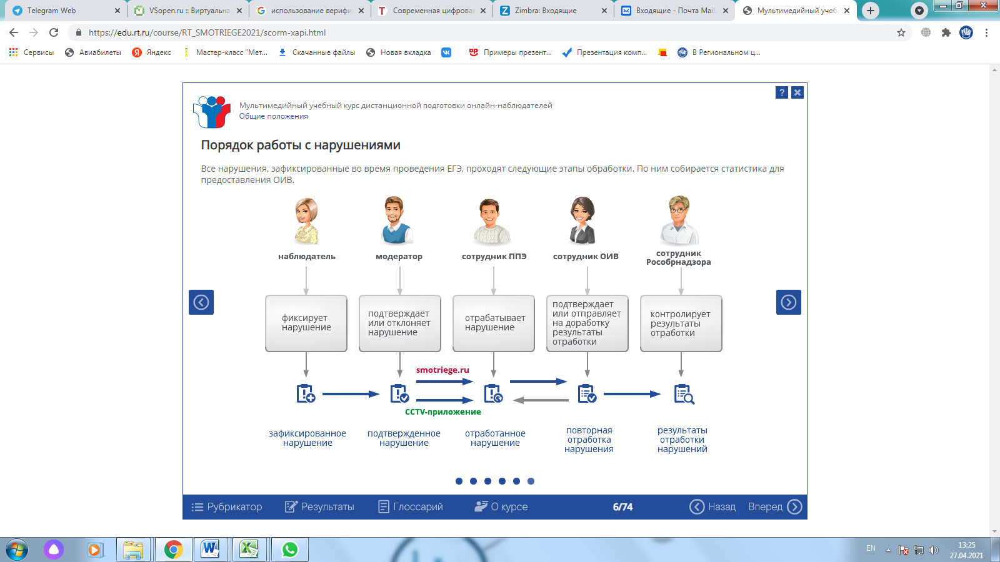 Telegram Web
VSopen.ru :: Виртуальна
использование верифи
Современная цифровая
Zimbra: Входящие
Входящие - Почта Mail.
Мультимедийный учеб
https://edu.rt.ru/course/RT_SMOTRIEGE2021/scorm-xapi.html
Сервисы
Авиабилеты
Яндекс
Мастер-класс "Мет...
Скачанные файлы
Новая вкладка
Примеры презент...
Презентация комп...
В Региональном ц...
Мультимедийный учебный курс дистанционной подготовки онлайн-наблюдателей
Общие положения
Порядок работы с нарушениями
Все нарушения, зафиксированные во время проведения ЕГЭ, проходят следующие этапы обработки. По ним собирается статистика для
предоставления ОИВ.
наблюдатель
модератор
сотрудник ППЭ
сотрудник ОИВ
сотрудник
Рособрнадзора
фиксирует
нарушение
подтверждает
или отклоняет
нарушение
отрабатывает
нарушение
подтверждает
или отправляет
на доработку
результаты
отработки
контролирует
результаты
отработки
smotriege.ru
CCTV-приложение
зафиксированное
нарушение
подтвержденное
нарушение
отработанное
нарушение
повторная
отработка
нарушения
результаты
отработки
нарушений
Рубрикатор
Результаты
Глоссарий
О курсе
6/74
Назад
Вперед
EN
13:25
27.04.2021